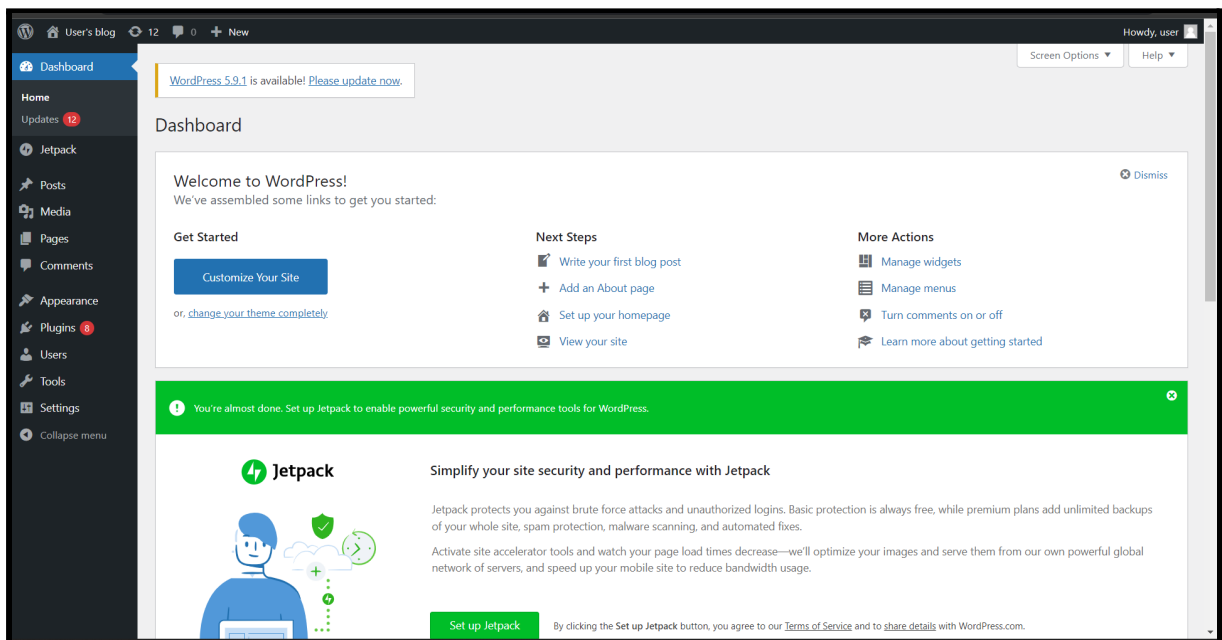 User's blog 12 0 + New Howdy, user
Dashboard
Home
Updates 12
Jetpack
Posts
Media
Pages
Comments
Appearance
Plugins 8
Users
Tools
Settings
Collapse menu
Screen Options ▼ Help ▼
WordPress 5.9.1 is available! Please update now.
Dashboard
Welcome to WordPress!
We've assembled some links to get you started:
Dismiss
Get Started
Customize Your Site
or, change your theme completely
Next Steps
Write your first blog post
Add an About page
Set up your homepage
View your site
More Actions
Manage widgets
Manage menus
Turn comments on or off
Learn more about getting started
You're almost done. Set up Jetpack to enable powerful security and performance tools for WordPress.
Jetpack
Simplify your site security and performance with Jetpack
Jetpack protects you against brute force attacks and unauthorized logins. Basic protection is always free, while premium plans add unlimited backups
of your whole site, spam protection, malware scanning, and automated fixes.
Activate site accelerator tools and watch your page load times decrease—we'll optimize your images and serve them from our own powerful global
network of servers, and speed up your mobile site to reduce bandwidth usage.
Set up Jetpack By clicking the Set up Jetpack button, you agree to our Terms of Service and to share details with WordPress.com.